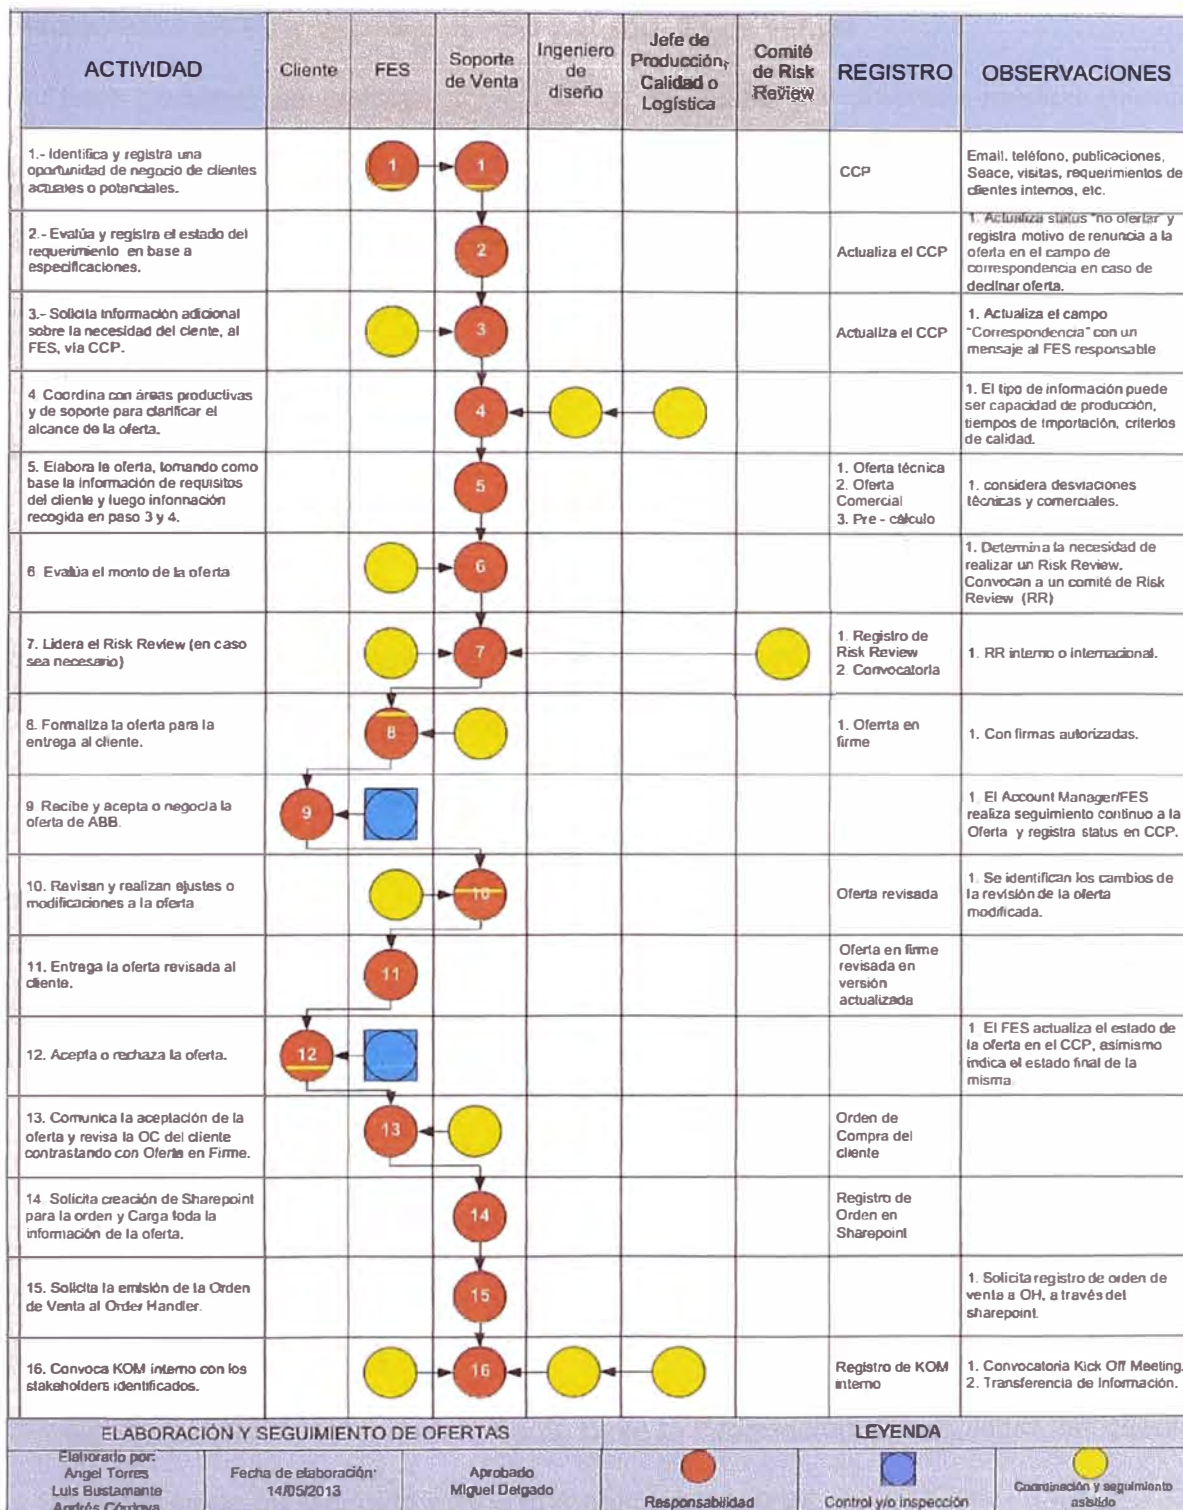 ACTIVIDAD
Cliente
FES
Soporte
de Venta
Ingeniero
de
diseño
Jefe de
Producción,
Calidad o
Logística
Comité
de Risk
Review
REGISTRO
OBSERVACIONES
1.- Identifica y registra una
oportunidad de negocio de clientes
actuales o potenciales.
1
1
CCP
Email, teléfono, publicaciones,
Seace, visitas, requerimientos de
clientes internos, etc.
2.- Evalúa y registra el estado del
requerimiento en base a
especificaciones.
2
Actualiza el CCP
1. Actualiza status "no ofertar" y
registra motivo de renuncia a la
oferta en el campo de
correspondencia en caso de
declinar oferta.
3.- Solicita información adicional
sobre la necesidad del cliente, al
FES, vía CCP.
3
Actualiza el CCP
1. Actualiza el campo
"Correspondencia" con un
mensaje al FES responsable
4 Coordina con áreas productivas
y de soporte para clarificar el
alcance de la oferta.
4
1. El tipo de información puede
ser capacidad de producción,
tiempos de importación, criterios
de calidad.
5. Elabora la oferta, tomando como
base la información de requisitos
del cliente y luego información
recogida en paso 3 y 4.
5
1. Oferta técnica
2. Oferta
Comercial
3. Pre - cálculo
1. considera desviaciones
técnicas y comerciales.
6 Evalúa el monto de la oferta
6
1. Determina la necesidad de
realizar un Risk Review.
Convocan a un comité de Risk
Review (RR)
7. Lidera el Risk Review (en caso
sea necesario)
7
1. Registro de
Risk Review
2. Convocatoria
1. RR interno o internacional.
8. Formaliza la oferta para la
entrega al cliente.
8
1. Oferrta en
firme
1. Con firmas autorizadas.
9 Recibe y acepta o negocia la
oferta de ABB.
9
1 El Account Manager/FES
realiza seguimiento continuo a la
Oferta y registra status en CCP.
10. Revisan y realizan ajustes o
modificaciones a la oferta
10
Oferta revisada
1. Se identifican los cambios de
la revisión de la oferta
modificada.
11. Entrega la oferta revisada al
cliente.
11
Oferta en firme
revisada en
versión
actualizada
12. Acepta o rechaza la oferta.
12
1 El FES actualiza el estado de
la oferta en el CCP, asimismo
indica el estado final de la
misma
13. Comunica la aceptación de la
oferta y revisa la OC del cliente
contrastando con Oferta en Firme.
13
Orden de
Compra del
cliente
14 Solicita creación de Sharepoint
para la orden y Carga toda la
información de la oferta.
14
Registro de
Orden en
Sharepoint
15. Solicita la emisión de la Orden
de Venta al Order Handler.
15
1. Solicita registro de orden de
venta a OH, a través del
sharepoint.
16. Convoca KOM interno con los
stakeholders identificados.
16
Registro de KOM
interno
1. Convocatoria Kick Off Meeting.
2. Transferencia de Información.
ELABORACIÓN Y SEGUIMIENTO DE OFERTAS
LEYENDA
Elaborado por:
Angel Torres
Luis Bustamante
Andrés Córdova
Fecha de elaboración:
14/05/2013
Aprobado
Miguel Delgado
Responsabilidad
Control y/o inspección
Coordinación y seguimiento
asistido